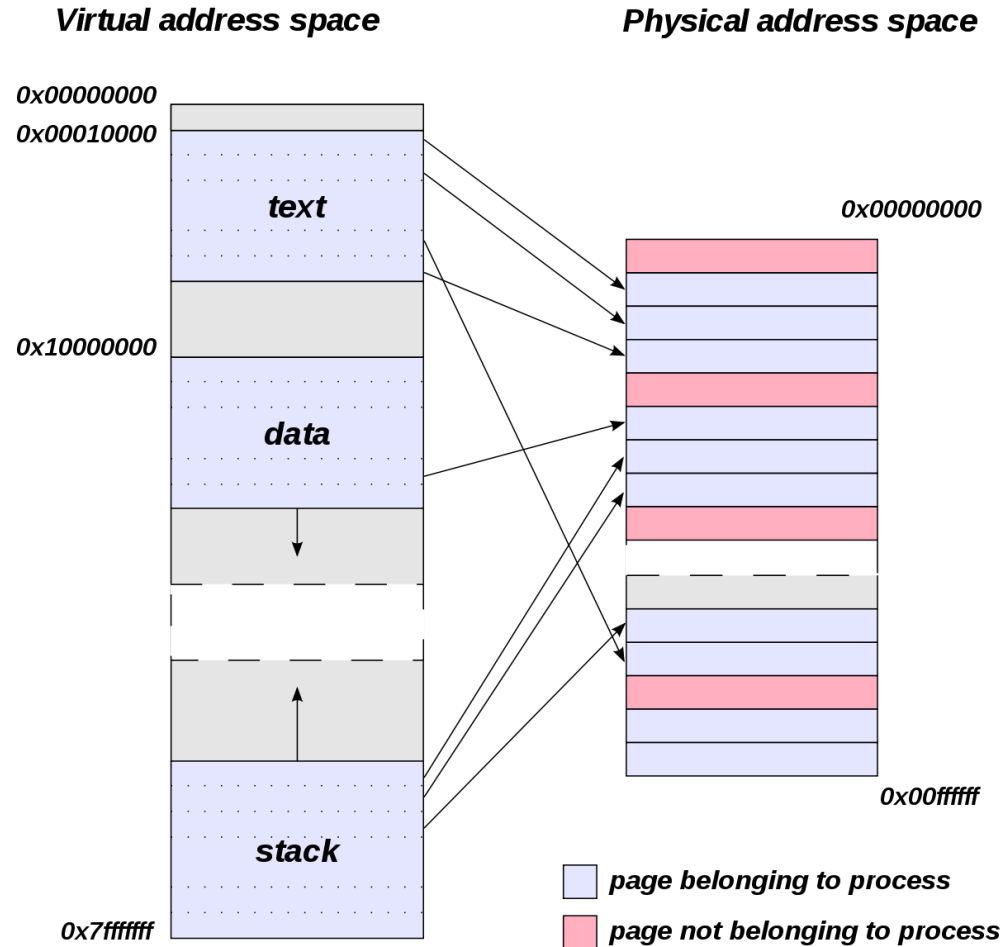 Virtual address space
Physical address space
0x00000000
0x00010000
text
0x10000000
data
stack
0x7fffffff
0x00000000
0x00ffffff
page belonging to process
page not belonging to process